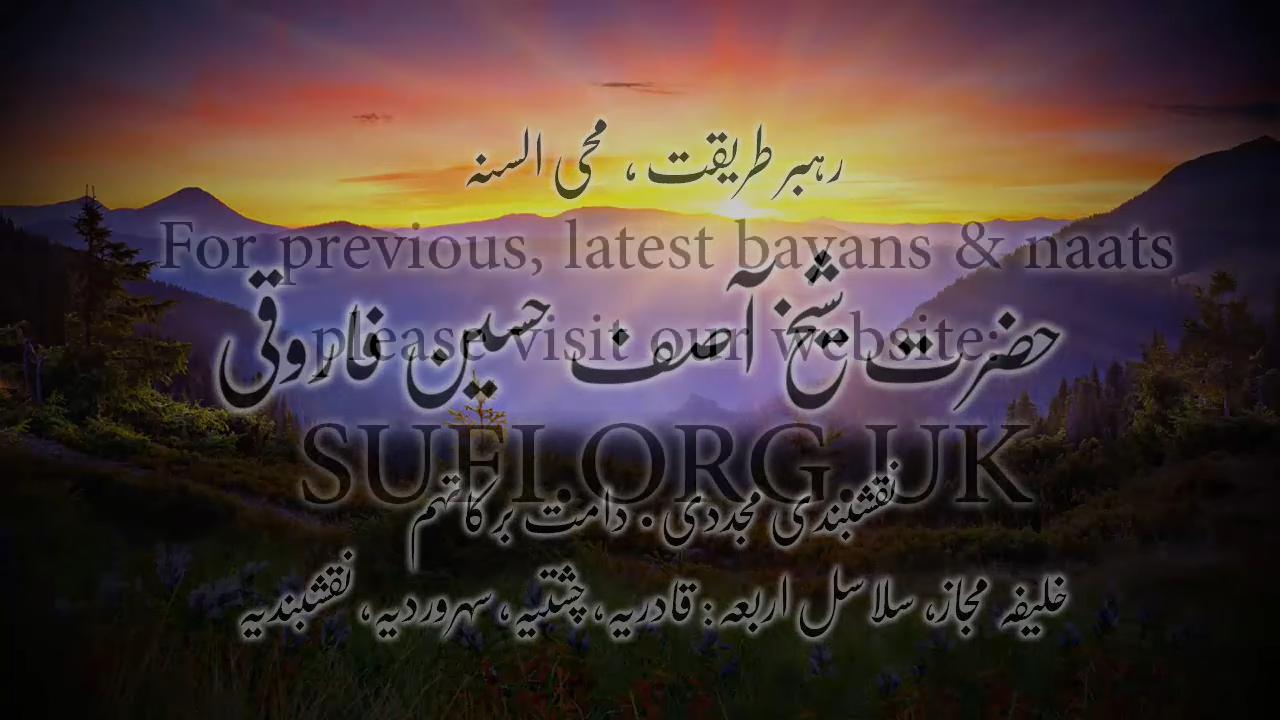 رہبر طریقت، محی السنہ
For previous, latest bayans & naats
حضرت شیخ آصف حسین فاروقی
please visit our website:
SUFI.ORG.UK
نقشبندی مجددی · دامت برکاتہم
خلیفہ مجاز، سلاسل اربعہ: قادریہ، چشتیہ، سہروردیہ، نقشبندیہ